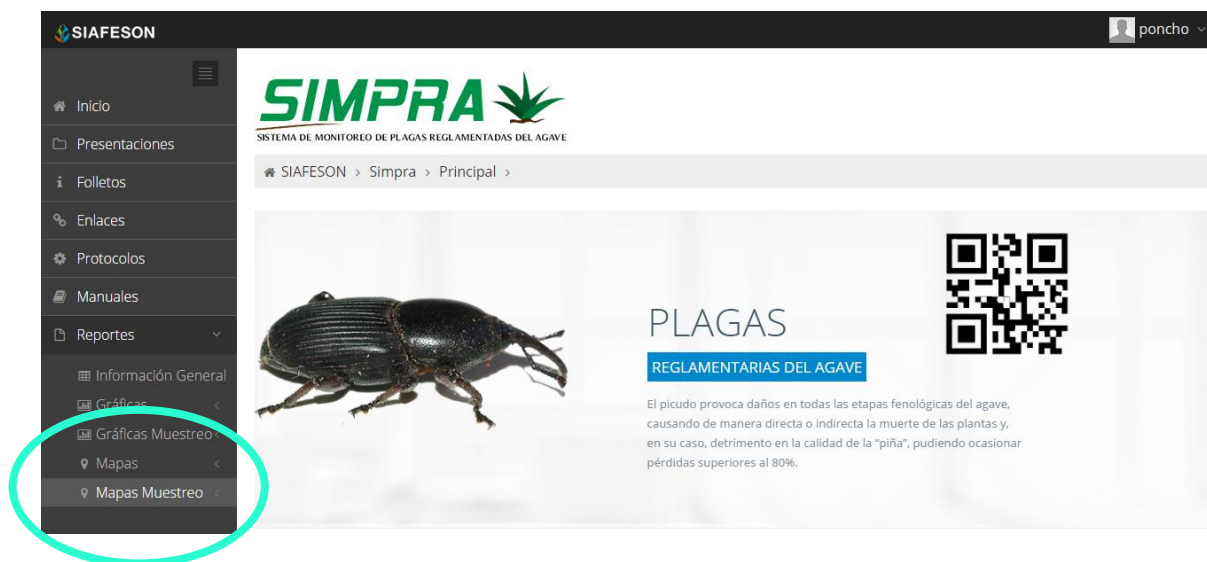 SIAFESON
poncho
Inicio
Presentaciones
Folletos
Enlaces
Protocolos
Manuales
Reportes
Información General
Gráficas
Gráficas Muestreo
Mapas
Mapas Muestreo
SIMPRA
SISTEMA DE MONITOREO DE PLAGAS REGLAMENTADAS DEL AGAVE
SIAFESON > Simpra > Principal >
PLAGAS
REGLAMENTARIAS DEL AGAVE
El picudo provoca daños en todas las etapas fenológicas del agave,
causando de manera directa o indirecta la muerte de las plantas y,
en su caso, detrimento en la calidad de la “piña”, pudiendo ocasionar
pérdidas superiores al 80%.